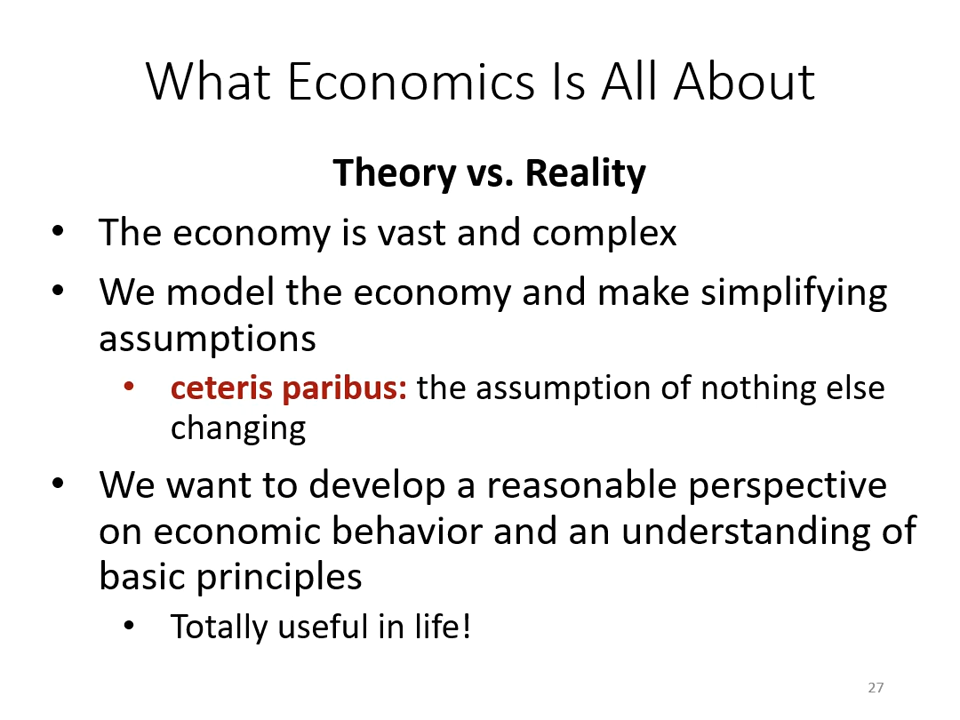 What Economics Is All About
Theory vs. Reality
• The economy is vast and complex
• We model the economy and make simplifying
assumptions
• ceteris paribus: the assumption of nothing else
changing
• We want to develop a reasonable perspective
on economic behavior and an understanding of
basic principles
• Totally useful in life!
27